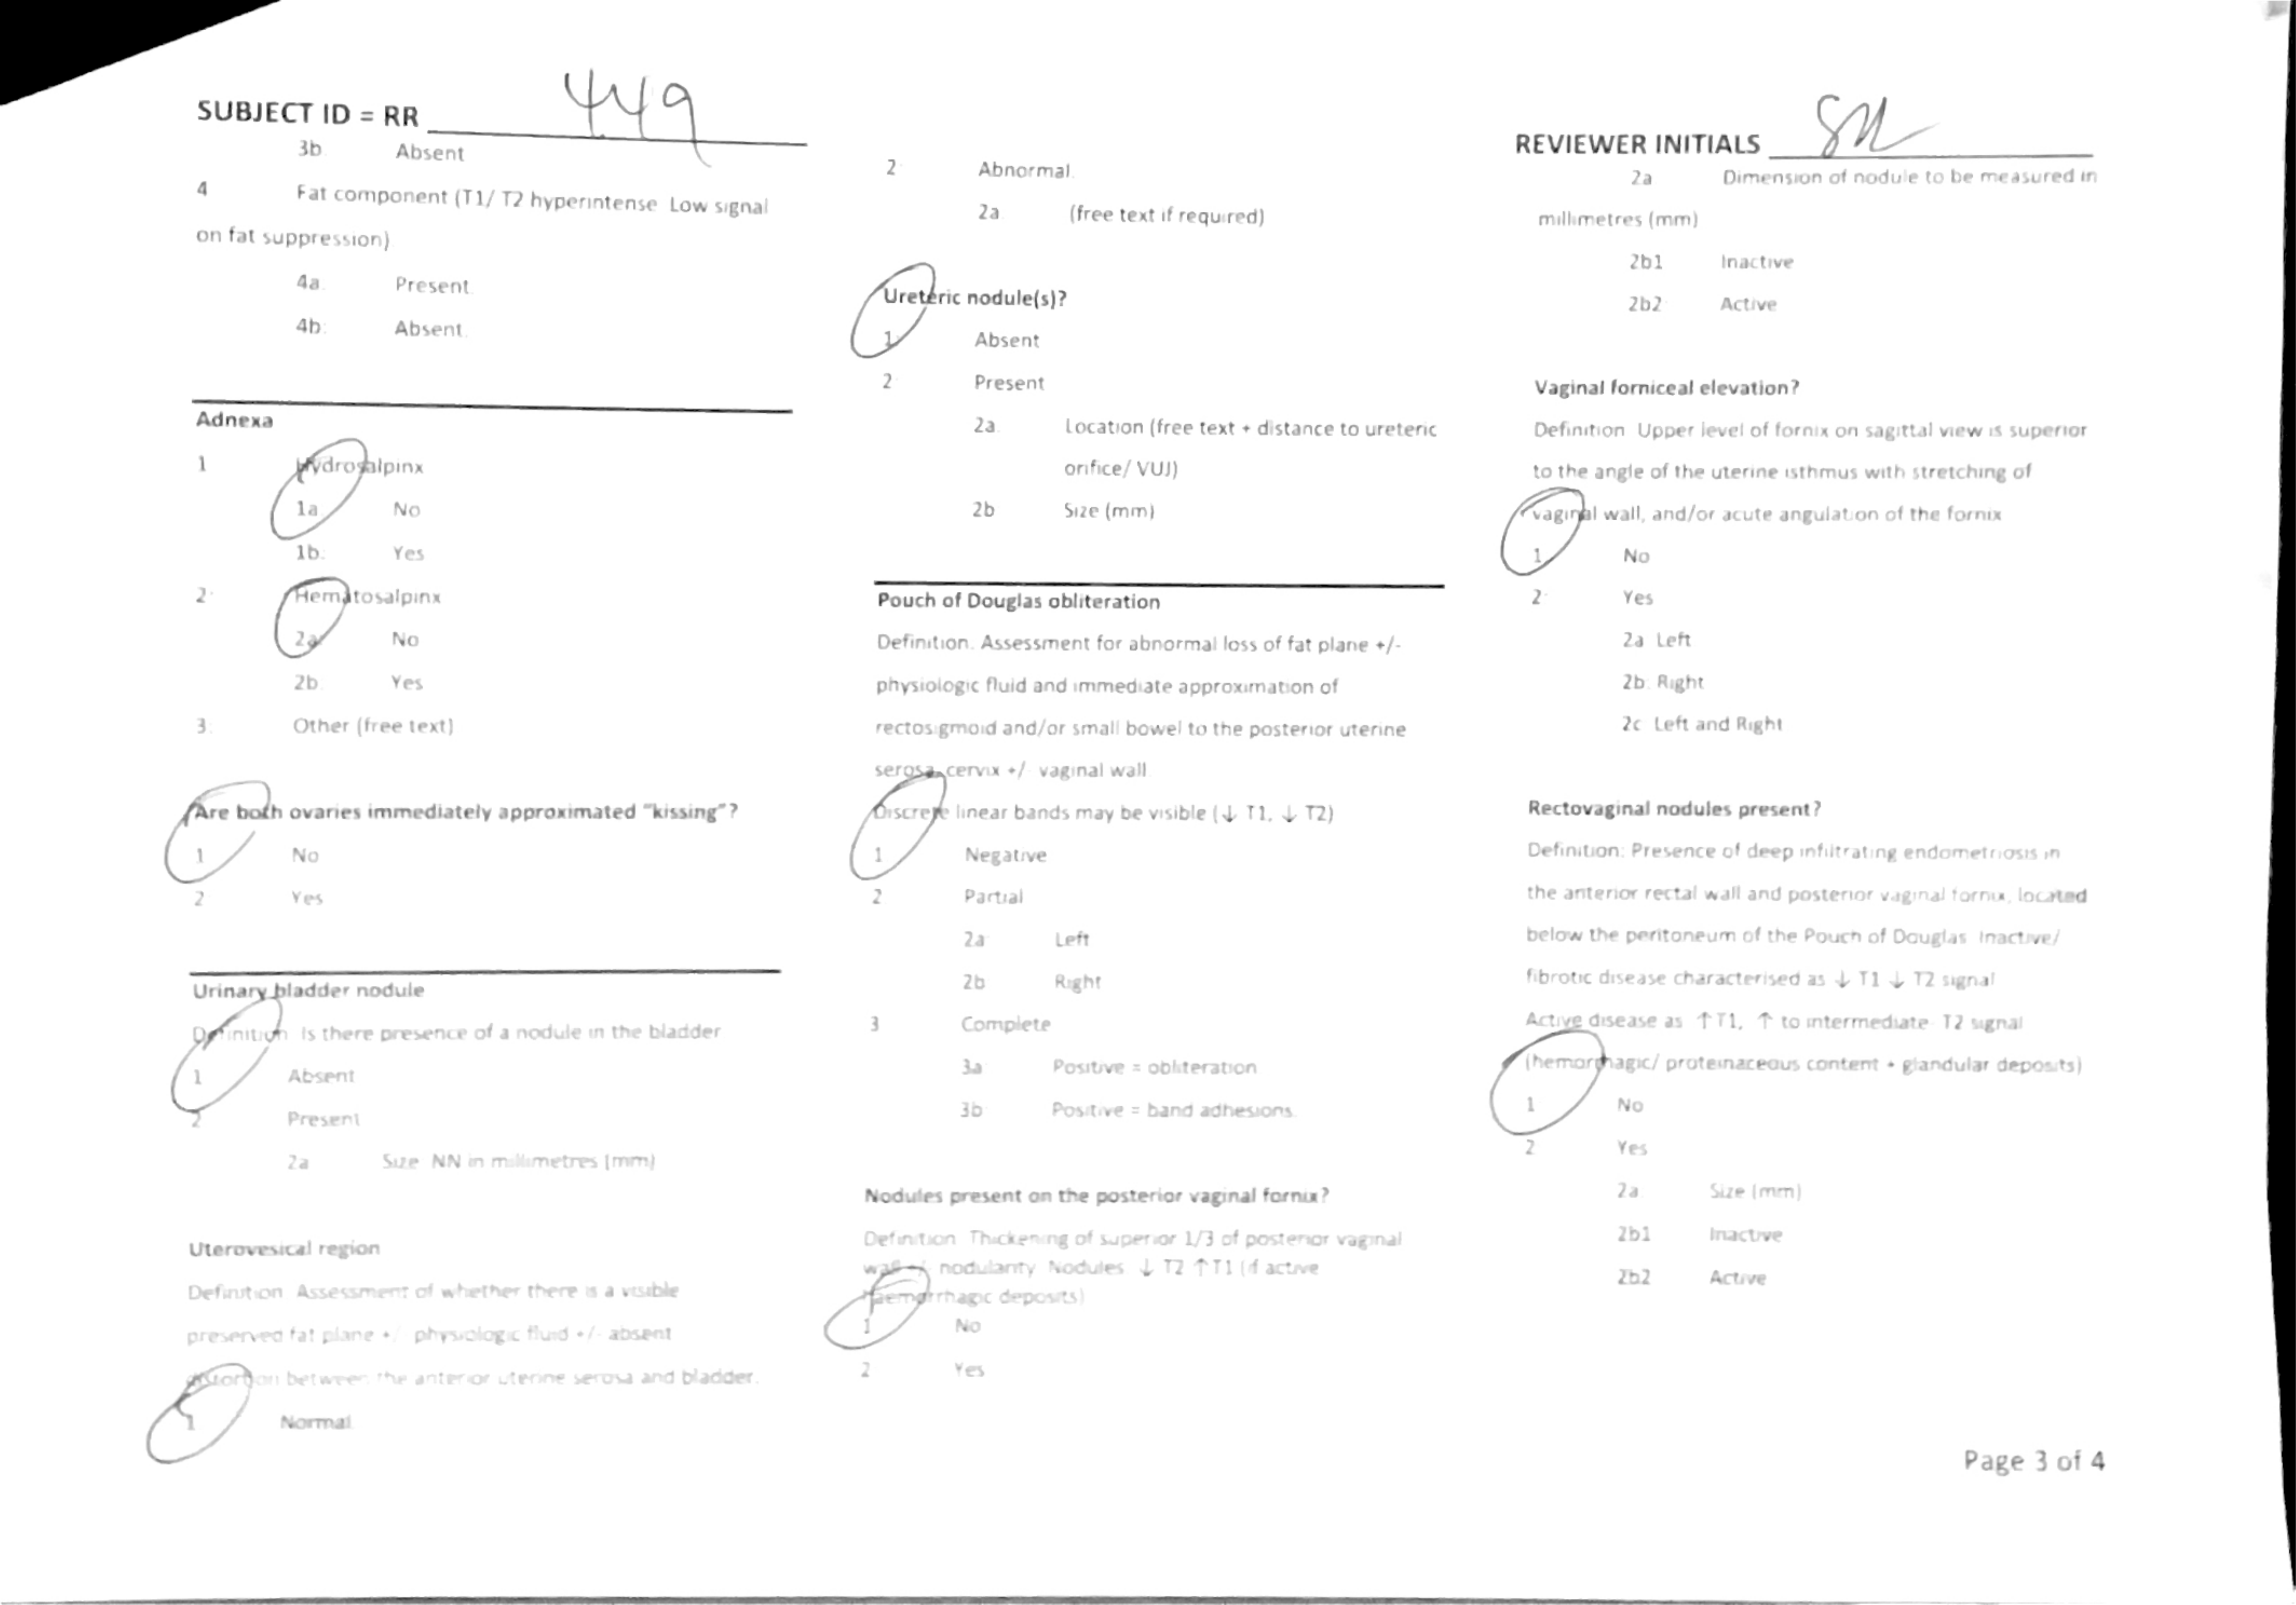 SUBJECT ID = RR 449
3b Absent
4 Fat component (T1/ T2 hyperintense Low signal
on fat suppression)
4a. Present.
4b: Absent.
Adnexa
1 Hydrosalpinx
1a No
1b: Yes
2: Hematosalpinx
2a No
2b: Yes
3: Other (free text)
Are both ovaries immediately approximated "kissing"?
1 No
2 Yes
Urinary bladder nodule
Definition Is there presence of a nodule in the bladder
1 Absent
2 Present
2a Size NN in millimetres (mm)
Uterovesical region
Definition Assessment of whether there is a visible
preserved fat plane +/- physiologic fluid +/- absent
distortion between the anterior uterine serosa and bladder.
1 Normal
2: Abnormal.
2a (free text if required)
Ureteric nodule(s)?
1: Absent
2: Present
2a. Location (free text + distance to ureteric
orifice/ VUJ)
2b Size (mm)
Pouch of Douglas obliteration
Definition. Assessment for abnormal loss of fat plane +/-
physiologic fluid and immediate approximation of
rectosigmoid and/or small bowel to the posterior uterine
serosa, cervix +/- vaginal wall
Discrete linear bands may be visible (↓ T1, ↓ T2)
1 Negative
2 Partial
2a Left
2b Right
3 Complete
3a Positive = obliteration
3b Positive = band adhesions.
Nodules present on the posterior vaginal fornix?
Definition Thickening of superior 1/3 of posterior vaginal
wall +/- nodularity Nodules ↓ T2 ↑T1 (if active
haemorrhagic deposits)
1 No
2 Yes
REVIEWER INITIALS SM
2a Dimension of nodule to be measured in
millimetres (mm)
2b1 Inactive
2b2 Active
Vaginal forniceal elevation?
Definition Upper level of fornix on sagittal view is superior
to the angle of the uterine isthmus with stretching of
vaginal wall, and/or acute angulation of the fornix
1 No
2: Yes
2a Left
2b. Right
2c Left and Right
Rectovaginal nodules present?
Definition: Presence of deep infiltrating endometriosis in
the anterior rectal wall and posterior vaginal fornix, located
below the peritoneum of the Pouch of Douglas Inactive/
fibrotic disease characterised as ↓ T1 ↓ T2 signal
Active disease as ↑T1, ↑ to intermediate T2 signal
(hemorrhagic/ proteinaceous content + glandular deposits)
1 No
2 Yes
2a. Size (mm)
2b1 Inactive
2b2 Active
Page 3 of 4